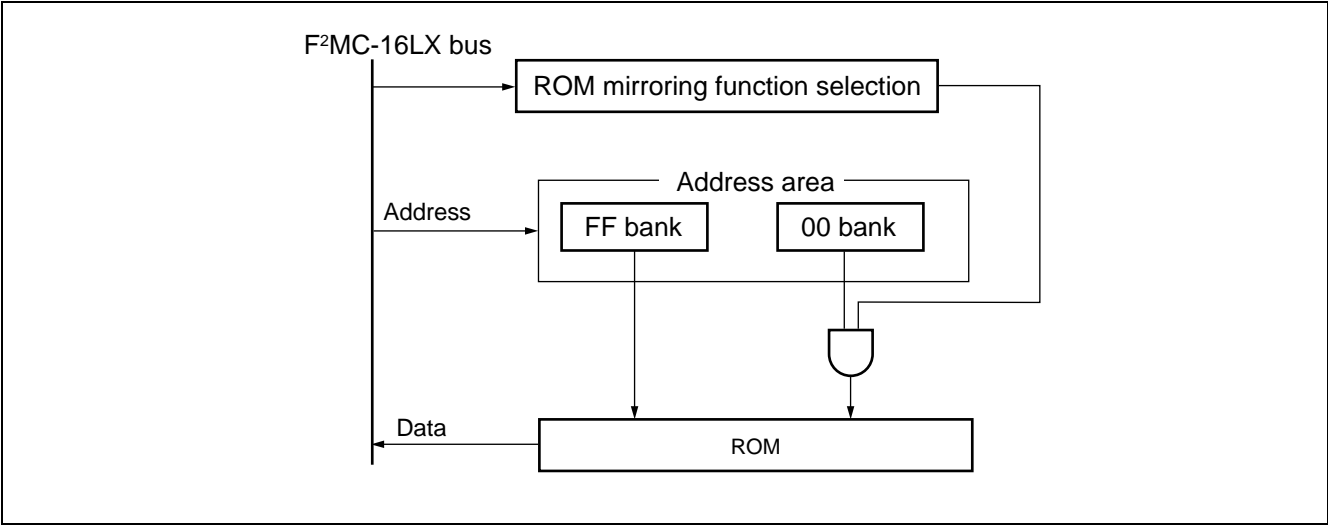 F²MC-16LX bus
ROM mirroring function selection
Address area
Address
FF bank
00 bank
Data
ROM